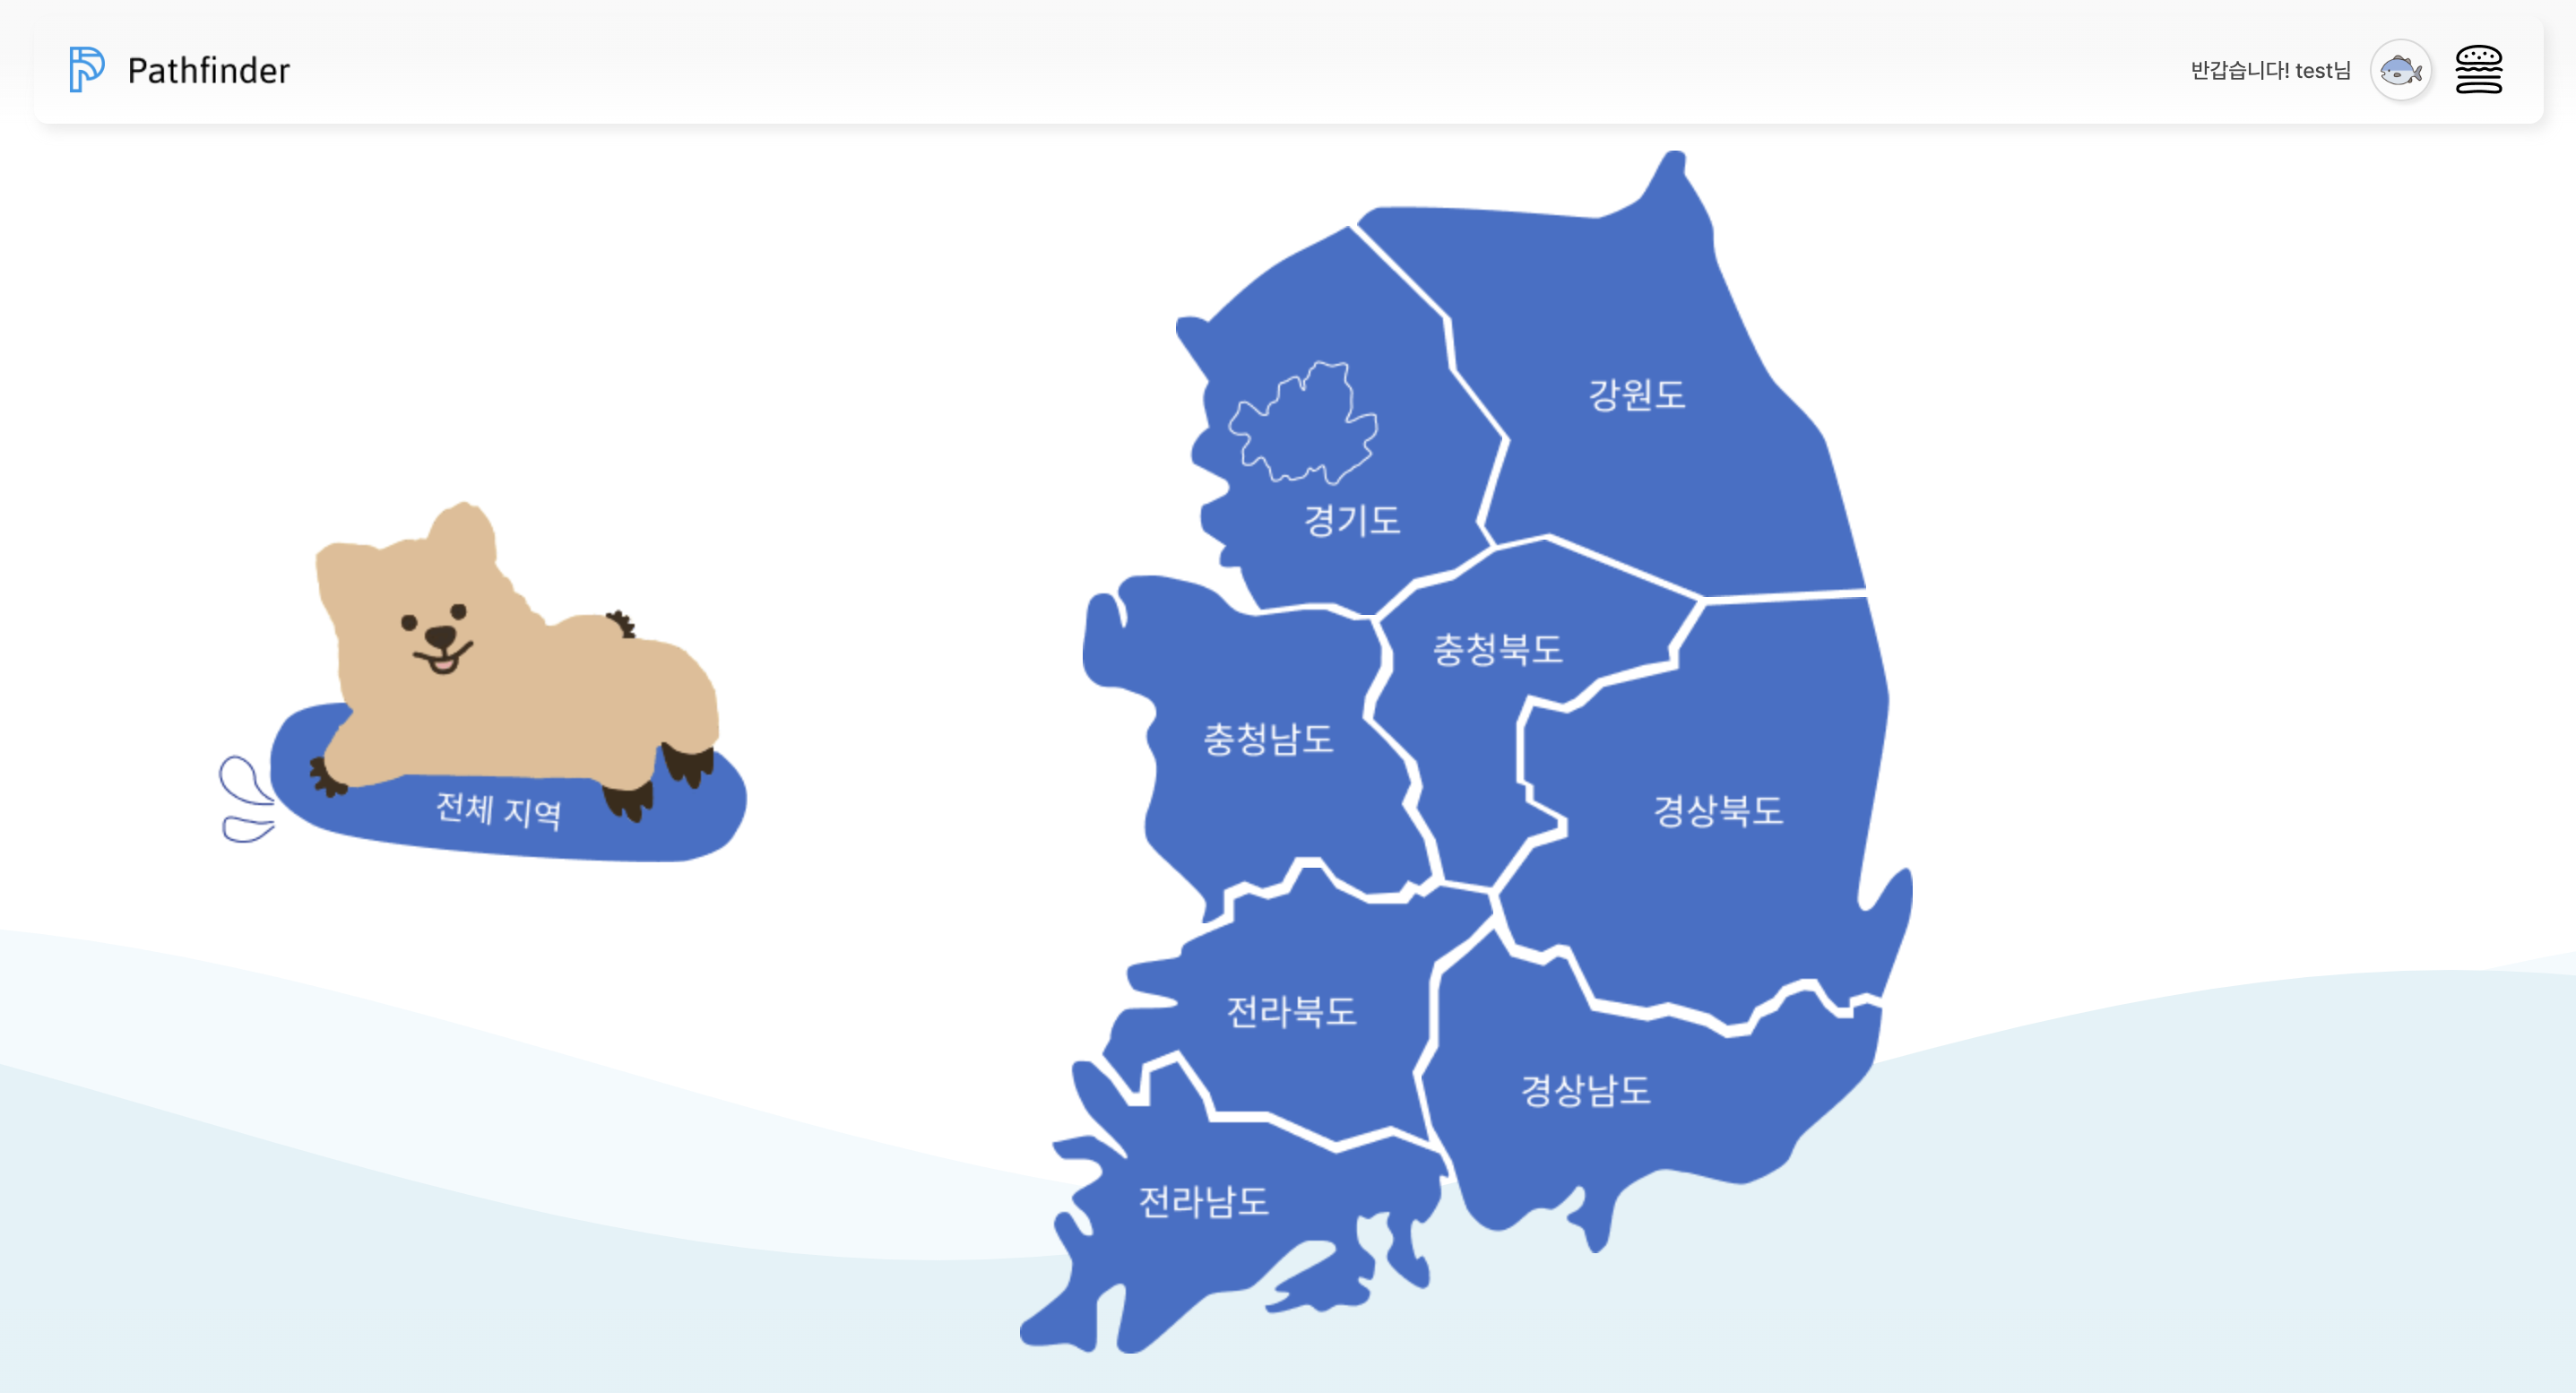 Pathfinder
반갑습니다! test님
강원도
경기도
충청북도
충청남도
경상북도
전체 지역
전라북도
경상남도
전라남도